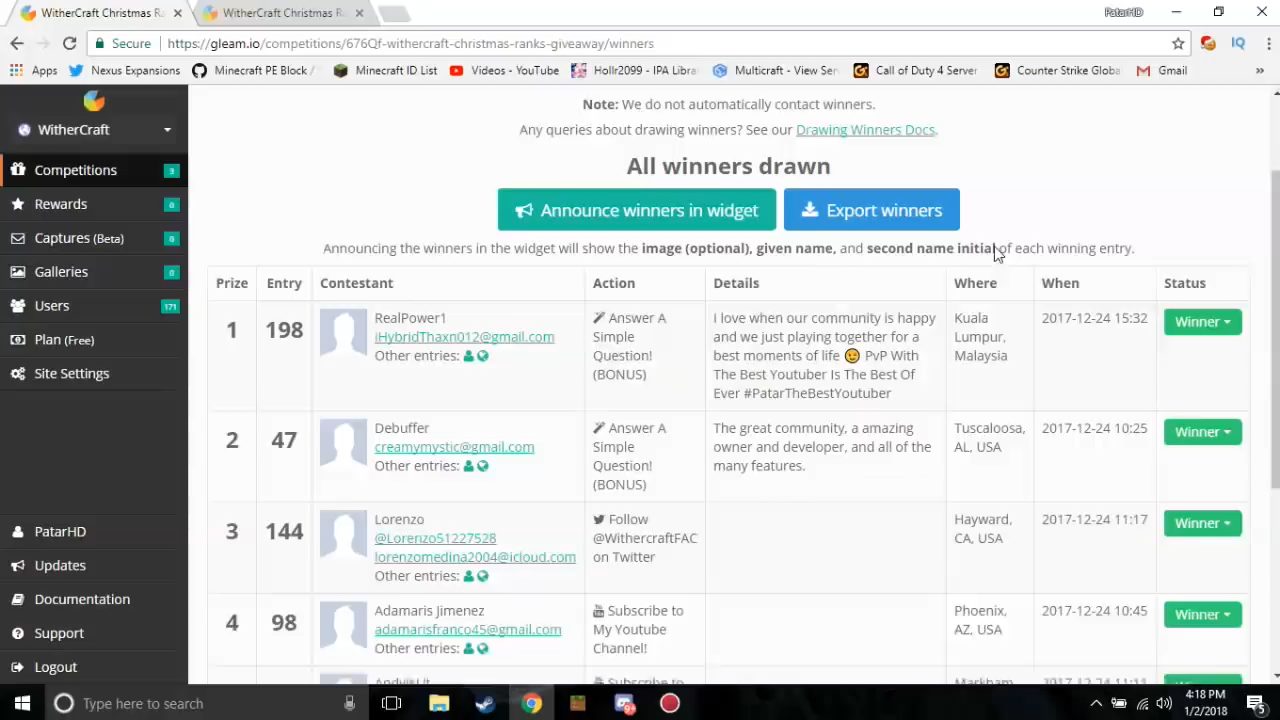 WitherCraft Christmas Ra
WitherCraft Christmas Ra
PatarHD
Secure
https://gleam.io/competitions/676Qf-withercraft-christmas-ranks-giveaway/winners
Apps
Nexus Expansions
Minecraft PE Block /
Minecraft ID List
Videos - YouTube
Hollr2099 - IPA Libra
Multicraft - View Serv
Call of Duty 4 Server
Counter Strike Globa
Gmail
»
WitherCraft
Competitions 3
Rewards 0
Captures (Beta) 0
Galleries 0
Users 171
Plan (Free)
Site Settings
PatarHD
Updates
Documentation
Support
Logout
Note: We do not automatically contact winners.
Any queries about drawing winners? See our Drawing Winners Docs.
All winners drawn
Announce winners in widget
Export winners
Announcing the winners in the widget will show the image (optional), given name, and second name initial of each winning entry.
Prize Entry Contestant Action Details Where When Status
1 198
RealPower1
iHybridThaxn012@gmail.com
Other entries:
Answer A
Simple
Question!
(BONUS)
I love when our community is happy
and we just playing together for a
best moments of life 😉 PvP With
The Best Youtuber Is The Best Of
Ever #PatarTheBestYoutuber
Kuala
Lumpur,
Malaysia
2017-12-24 15:32
Winner
2 47
Debuffer
creamymystic@gmail.com
Other entries:
Answer A
Simple
Question!
(BONUS)
The great community, a amazing
owner and developer, and all of the
many features.
Tuscaloosa,
AL, USA
2017-12-24 10:25
Winner
3 144
Lorenzo
@Lorenzo51227528
lorenzomedina2004@icloud.com
Other entries:
Follow
@WithercraftFAC
on Twitter
Hayward,
CA, USA
2017-12-24 11:17
Winner
4 98
Adamaris Jimenez
adamarisfranco45@gmail.com
Other entries:
Subscribe to
My Youtube
Channel!
Phoenix,
AZ, USA
2017-12-24 10:45
Winner
Subscribe to
Markham,
2017-12-24 11:11
Winner
Type here to search
4:18 PM
1/2/2018
5